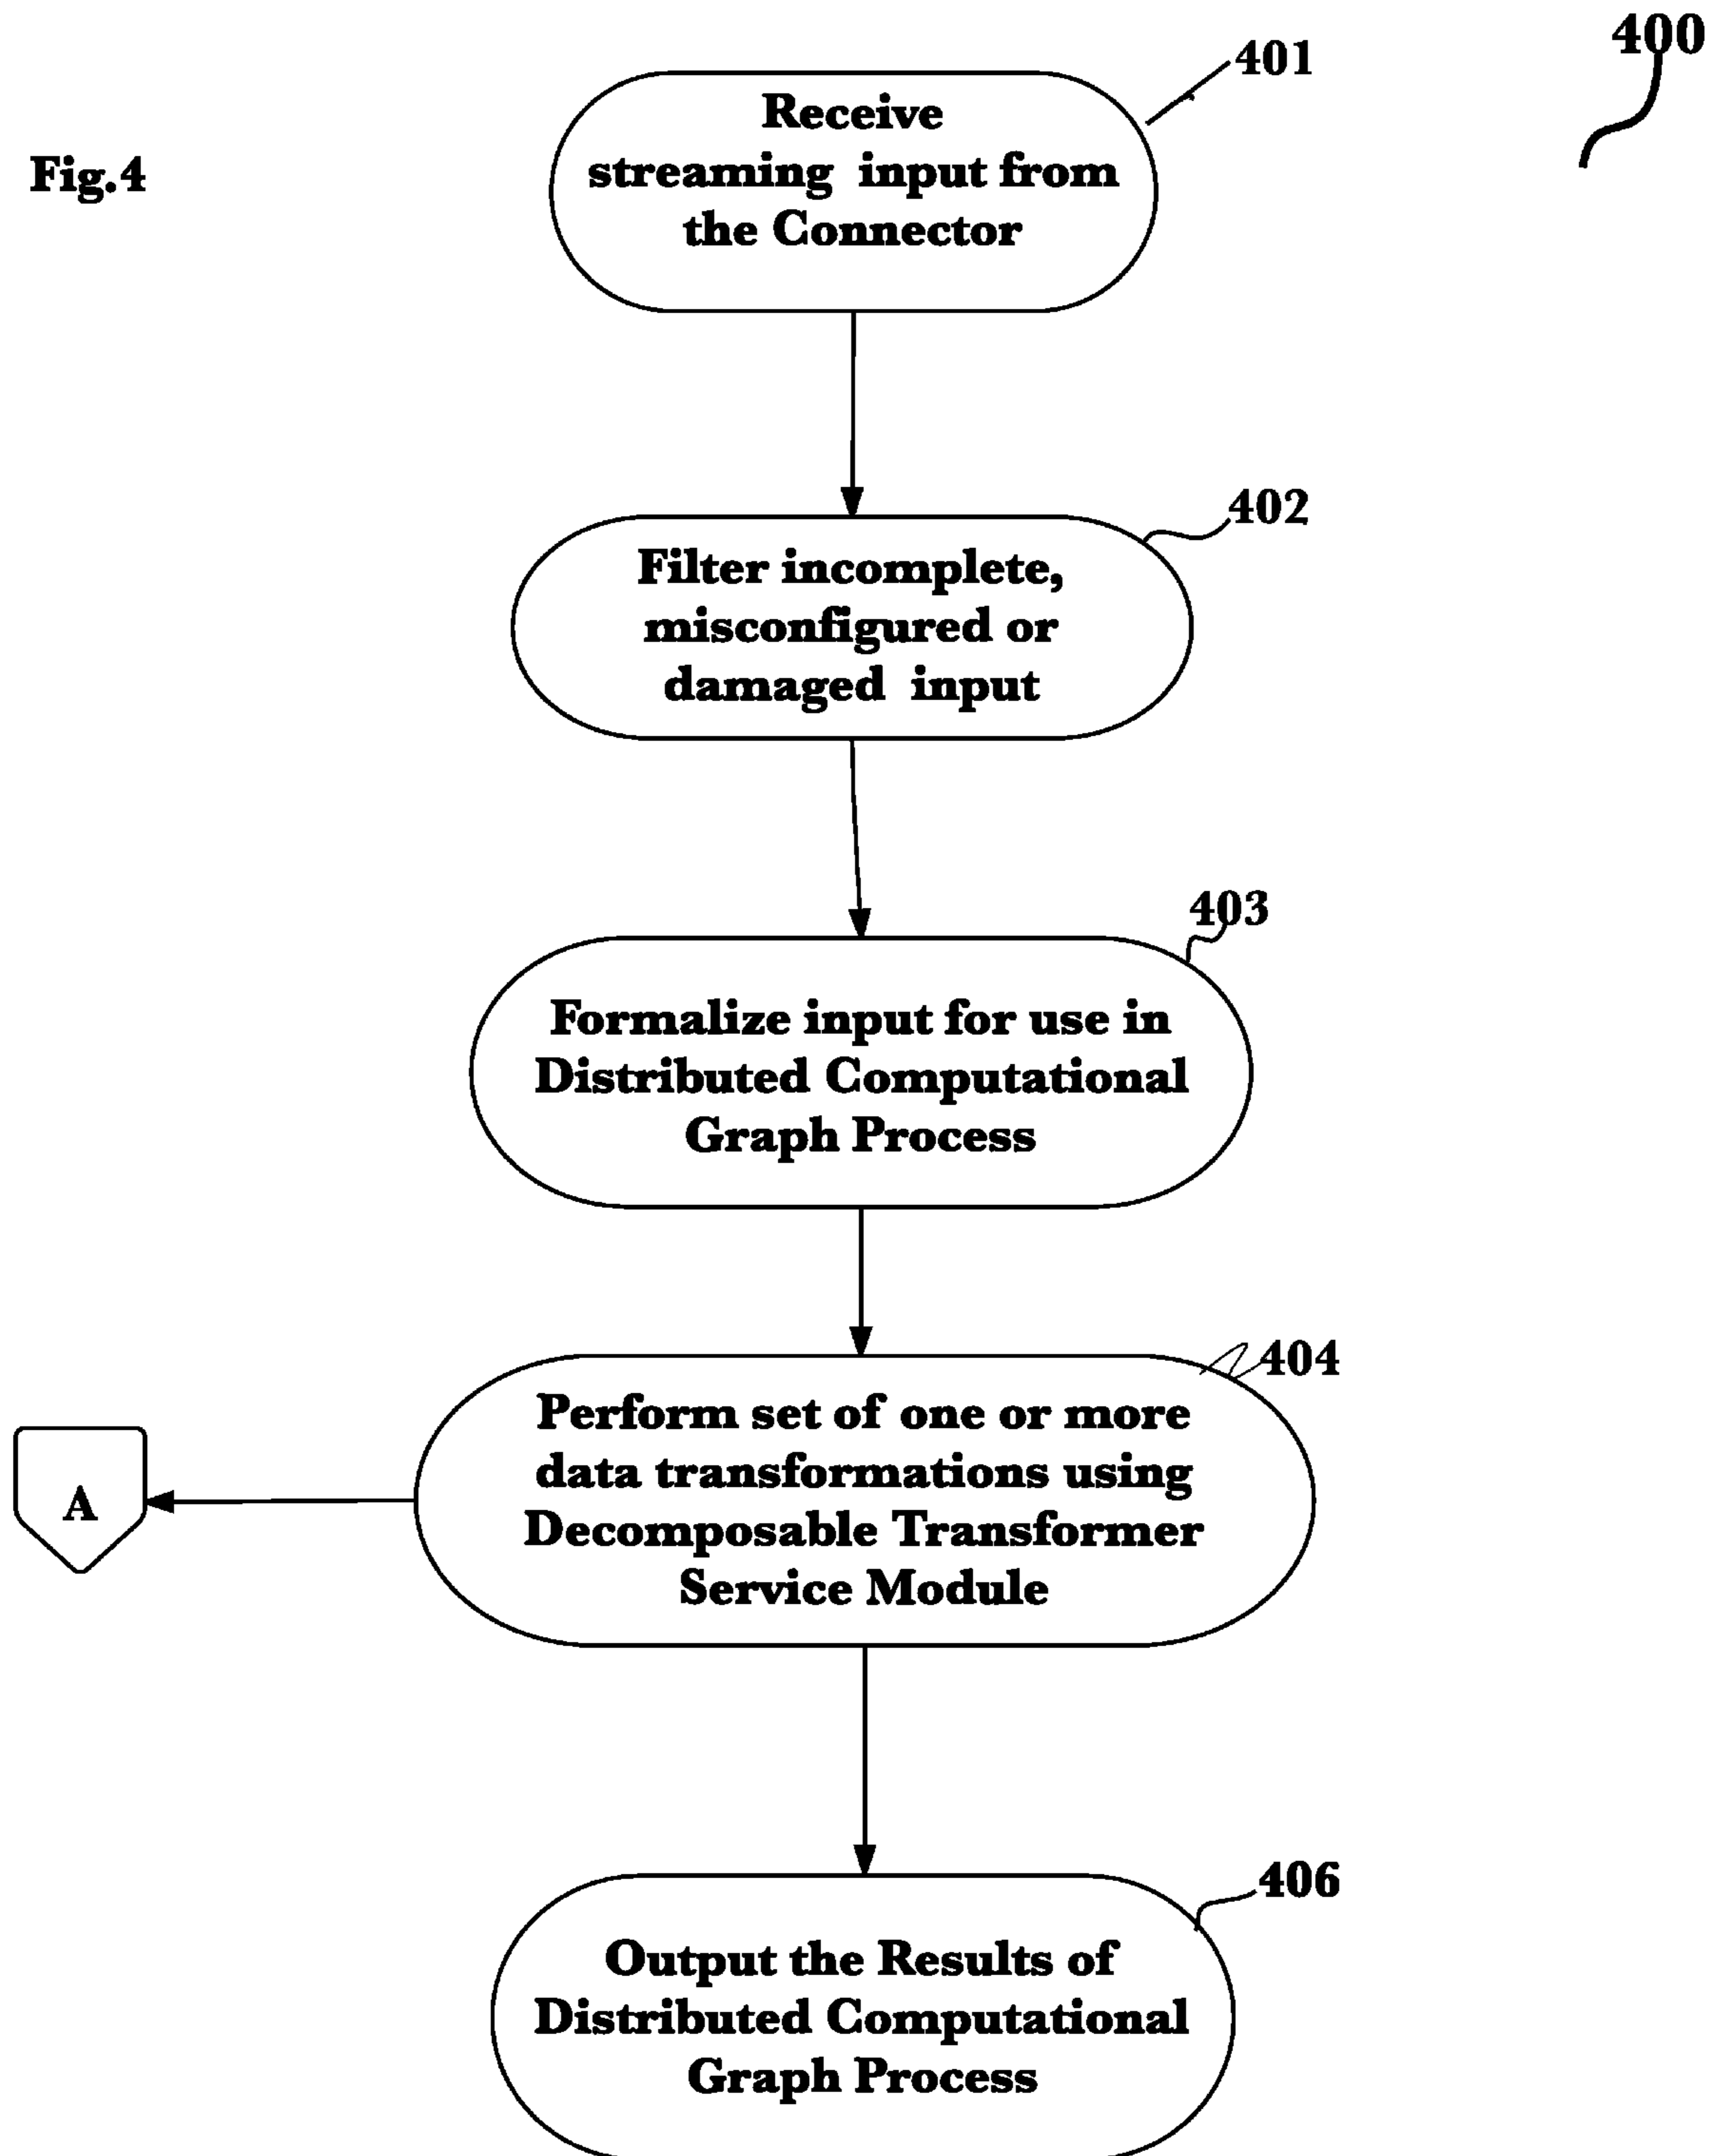 400
401
Receive
streaming input from
the Connector
Fig.4
402
Filter incomplete,
misconfigured or
damaged input
403
Formalize input for use in
Distributed Computational
Graph Process
404
Perform set of one or more
data transformations using
Decomposable Transformer
Service Module
A
406
Output the Results of
Distributed Computational
Graph Process